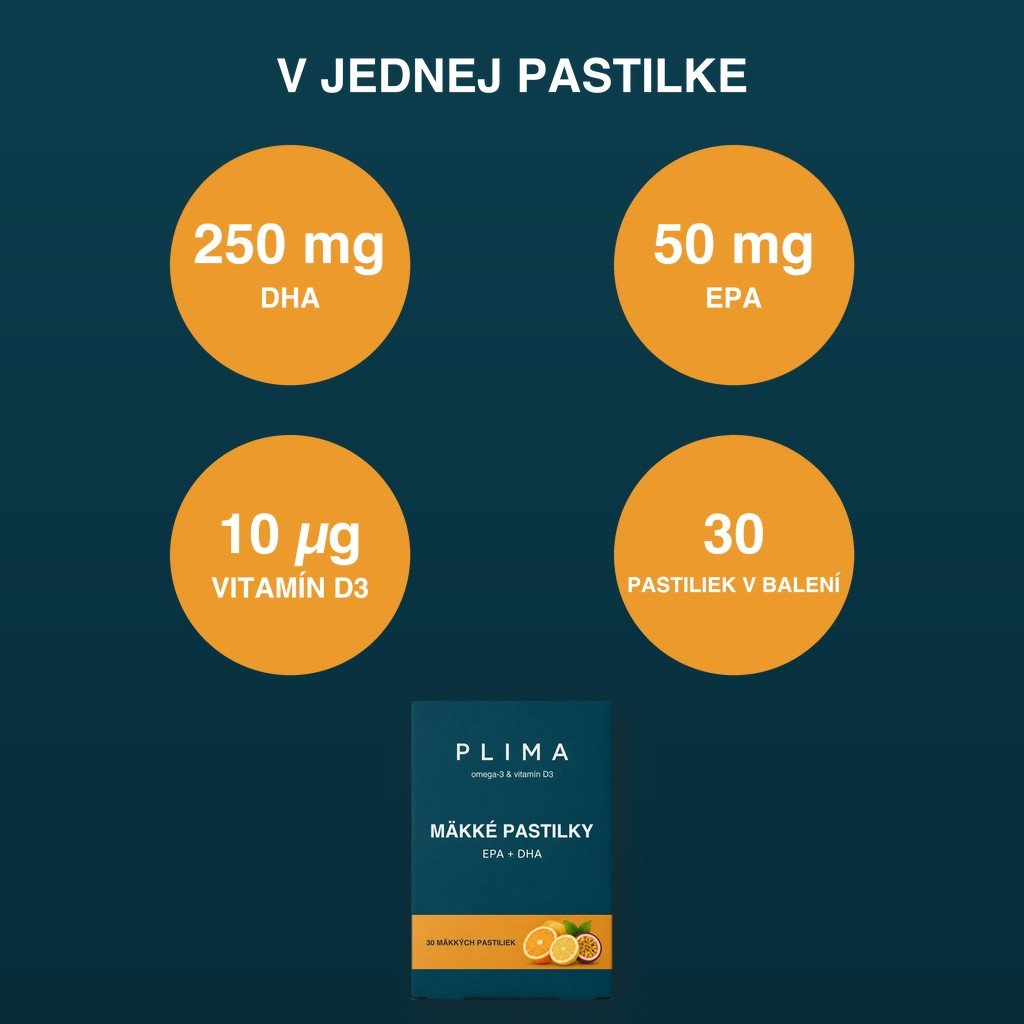 V JEDNEJ PASTILKE
250 mg
DHA
50 mg
EPA
10 µg
VITAMÍN D3
30
PASTILIEK V BALENÍ
PLIMA
omega-3 & vitamín D3
MÄKKÉ PASTILKY
EPA + DHA
30 MÄKKÝCH PASTILIEK